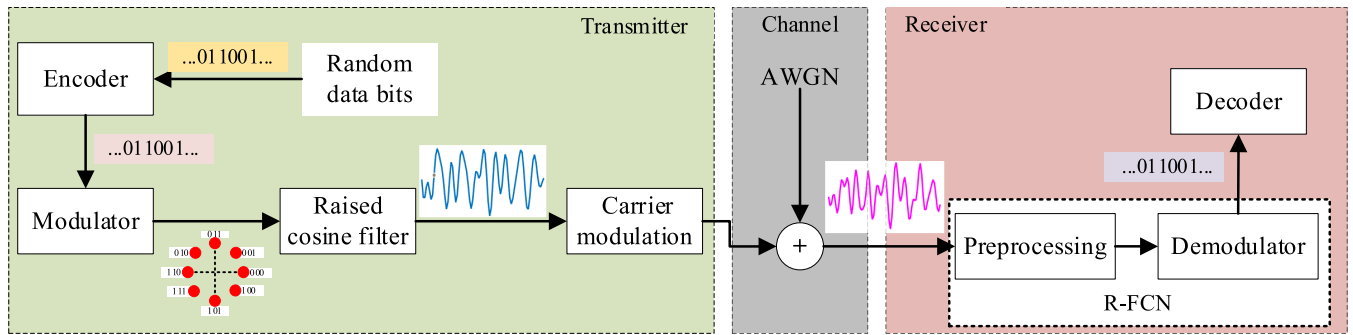 Transmitter
Channel
Receiver
...011001...
Encoder
Random
data bits
AWGN
Decoder
...011001...
...011001...
Modulator
Raised
cosine filter
Carrier
modulation
+
Preprocessing
Demodulator
R-FCN
011
010
001
110
000
111
100
101